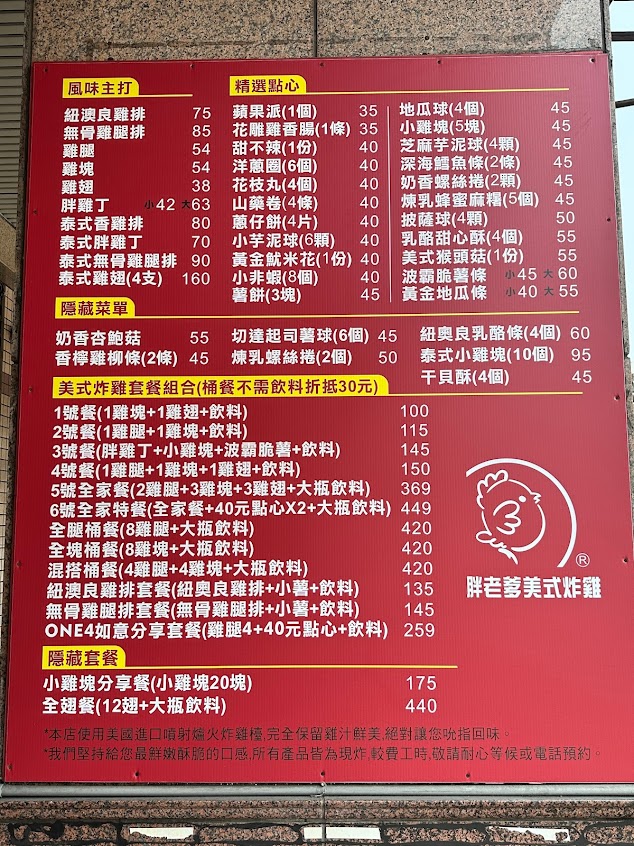 風味主打
紐澳良雞排 75
無骨雞腿排 85
雞腿 54
雞塊 54
雞翅 38
胖雞丁 小42 大63
泰式香雞排 80
泰式胖雞丁 70
泰式無骨雞腿排 90
泰式雞翅(4支) 160
精選點心
蘋果派(1個) 35
花雕雞香腸(1條) 35
甜不辣(1份) 40
洋蔥圈(6個) 40
花枝丸(4個) 40
山藥卷(4條) 40
蔥仔餅(4片) 40
小芋泥球(6顆) 40
黃金魷米花(1份) 40
小非蝦(8個) 40
薯餅(3塊) 45
地瓜球(4個) 45
小雞塊(5塊) 45
芝麻芋泥球(4顆) 45
深海鱈魚條(2條) 45
奶香螺絲捲(2顆) 45
煉乳蜂蜜麻糬(5個) 45
披薩球(4顆) 50
乳酪甜心酥(4個) 55
美式猴頭菇(1份) 55
波霸脆薯條 小45 大60
黃金地瓜條 小40 大55
隱藏菜單
奶香杏鮑菇 55
香檸雞柳條(2條) 45
切達起司薯球(6個) 45
煉乳螺絲捲(2個) 50
紐奧良乳酪條(4個) 60
泰式小雞塊(10個) 95
干貝酥(4個) 45
美式炸雞套餐組合(桶餐不需飲料折抵30元)
1號餐(1雞塊+1雞翅+飲料) 100
2號餐(1雞腿+1雞塊+飲料) 115
3號餐(胖雞丁+小雞塊+波霸脆薯+飲料) 145
4號餐(1雞腿+1雞塊+1雞翅+飲料) 150
5號全家餐(2雞腿+3雞塊+3雞翅+大瓶飲料) 369
6號全家特餐(全家餐+40元點心X2+大瓶飲料) 449
全腿桶餐(8雞腿+大瓶飲料) 420
全塊桶餐(8雞塊+大瓶飲料) 420
混搭桶餐(4雞腿+4雞塊+大瓶飲料) 420
紐澳良雞排套餐(紐奧良雞排+小薯+飲料) 135
無骨雞腿排套餐(無骨雞腿排+小薯+飲料) 145
ONE4如意分享套餐(雞腿4+40元點心+飲料) 259
®
胖老爹美式炸雞
隱藏套餐
小雞塊分享餐(小雞塊20塊) 175
全翅餐(12翅+大瓶飲料) 440
*本店使用美國進口噴射爐火炸雞檯,完全保留雞汁鮮美,絕對讓您吮指回味。
*我們堅持給您最鮮嫩酥脆的口感,所有產品皆為現炸,較費工時,敬請耐心等候或電話預約。